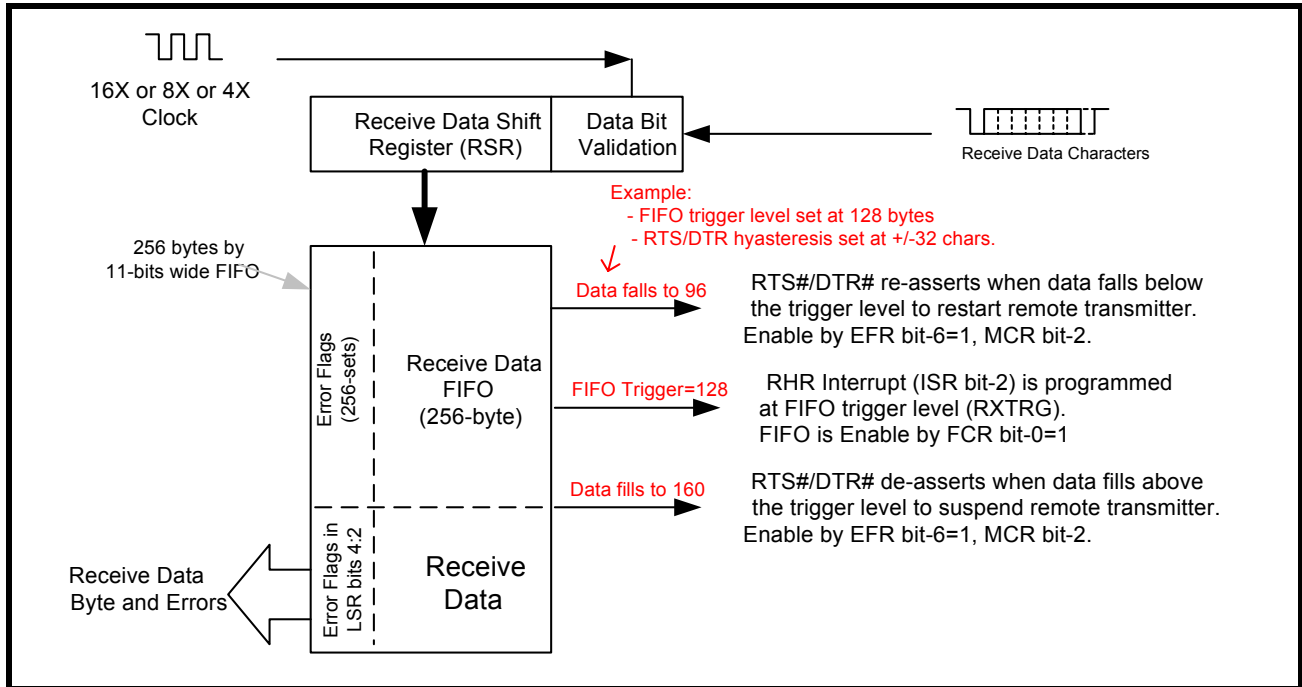 16X or 8X or 4X
Clock
Receive Data Shift
Register (RSR)
Data Bit
Validation
Receive Data Characters
Example:
- FIFO trigger level set at 128 bytes
- RTS/DTR hyasteresis set at +/-32 chars.
256 bytes by
11-bits wide FIFO
Error Flags
(256-sets)
Receive Data
FIFO
(256-byte)
Data falls to 96
RTS#/DTR# re-asserts when data falls below
the trigger level to restart remote transmitter.
Enable by EFR bit-6=1, MCR bit-2.
FIFO Trigger=128
RHR Interrupt (ISR bit-2) is programmed
at FIFO trigger level (RXTRG).
FIFO is Enable by FCR bit-0=1
Data fills to 160
RTS#/DTR# de-asserts when data fills above
the trigger level to suspend remote transmitter.
Enable by EFR bit-6=1, MCR bit-2.
Error Flags in
LSR bits 4:2
Receive
Data
Receive Data
Byte and Errors